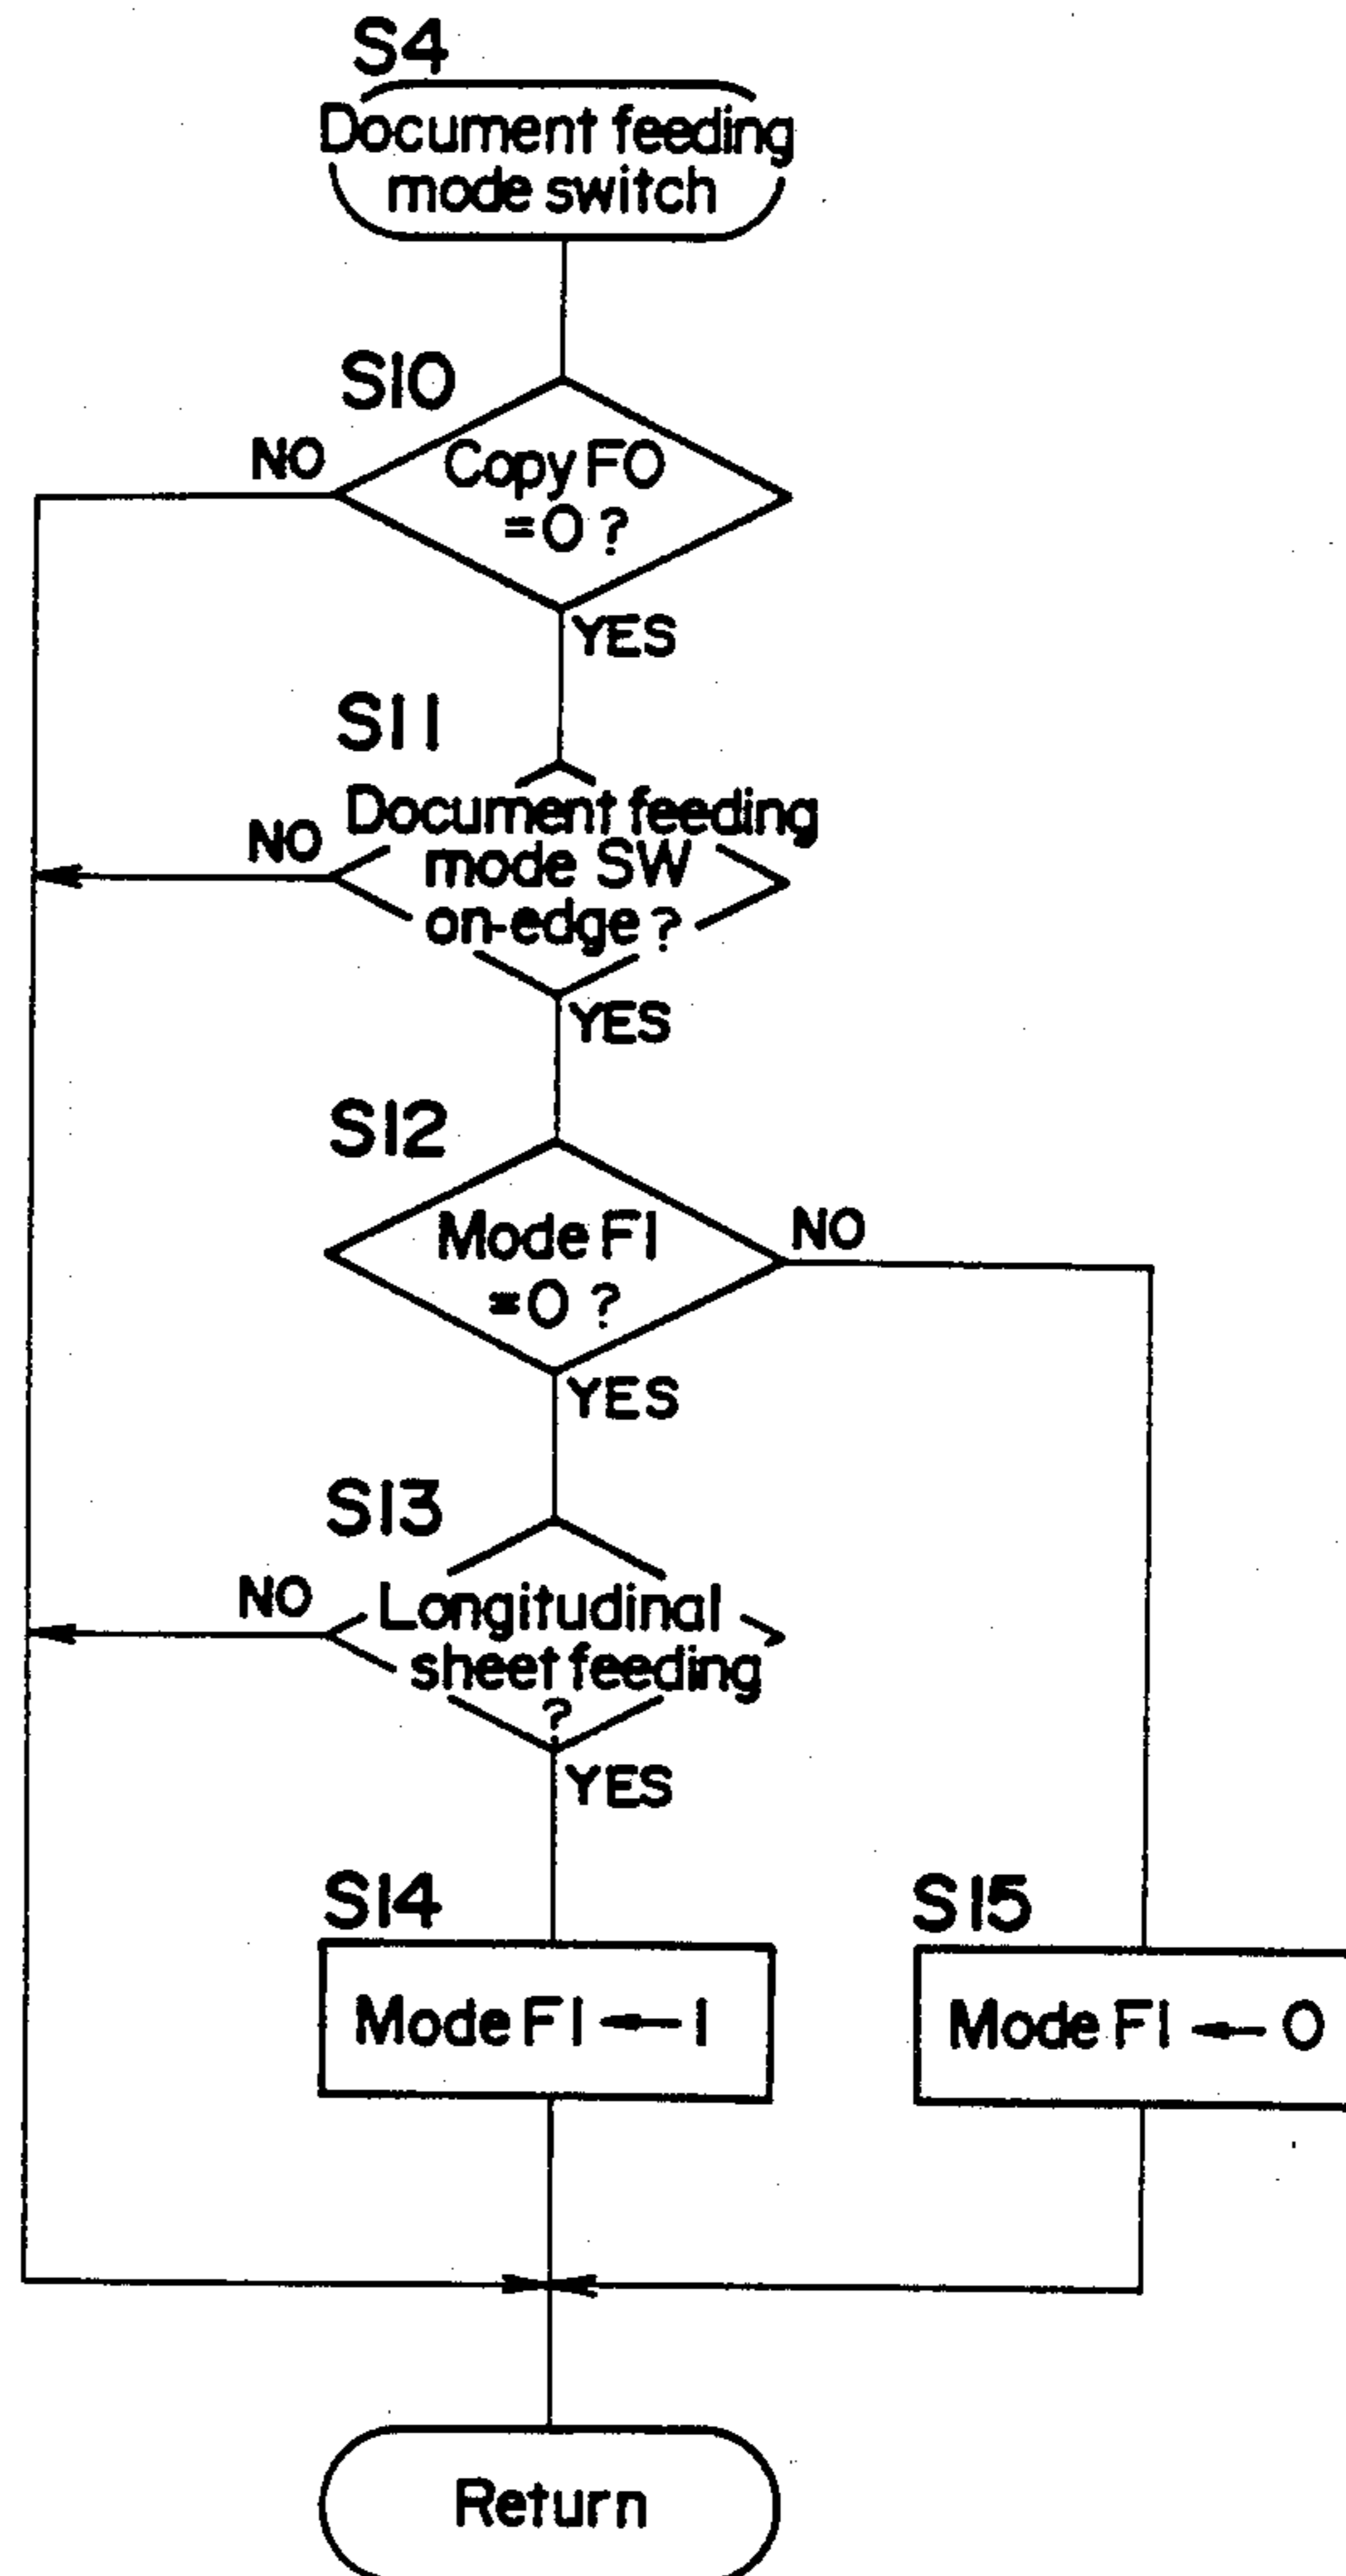 S4
Document feeding
mode switch
S10
NO
Copy F0
=0 ?
YES
S11
NO
Document feeding
mode SW
on-edge ?
YES
S12
Mode F1
=0 ?
NO
YES
S13
NO
Longitudinal
sheet feeding
?
YES
S14
Mode F1 ← 1
S15
Mode F1 ← 0
Return